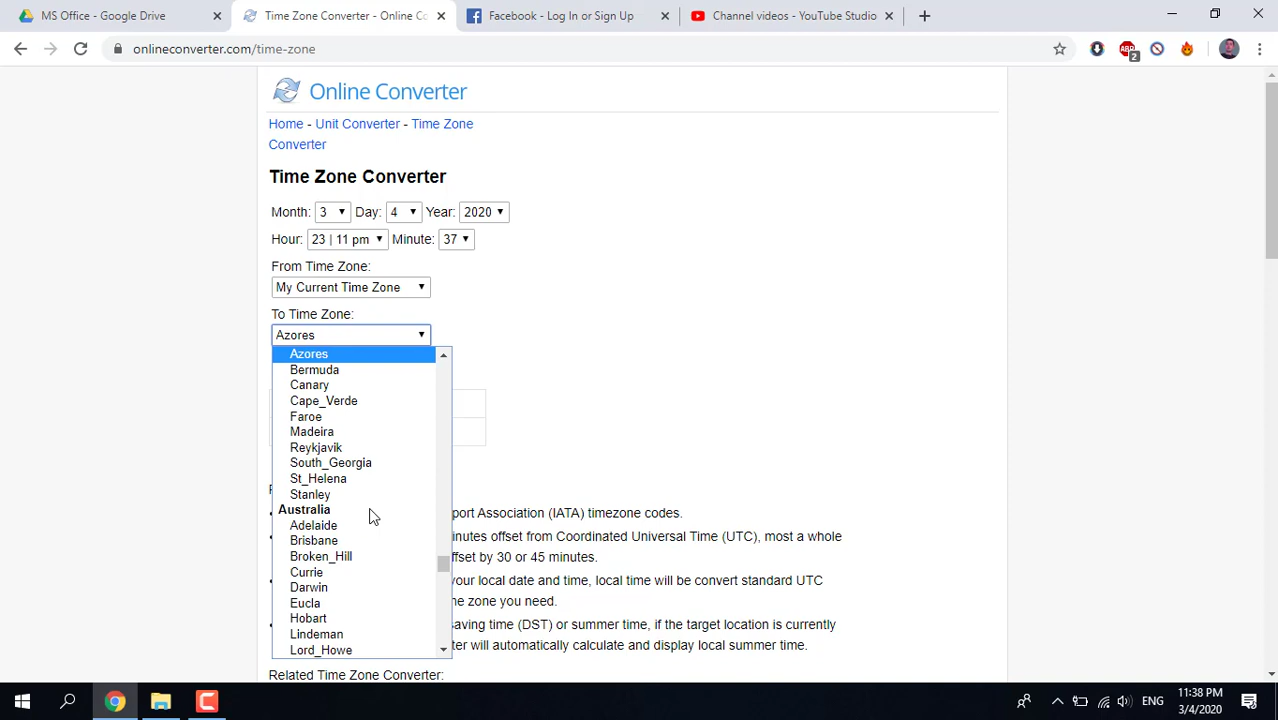 MS Office - Google Drive
Time Zone Converter - Online Co
Facebook - Log In or Sign Up
Channel videos - YouTube Studio
onlineconverter.com/time-zone
ABP
2
Online Converter
Home - Unit Converter - Time Zone
Converter
Time Zone Converter
Month: 3 Day: 4 Year: 2020
Hour: 23 | 11 pm Minute: 37
From Time Zone:
My Current Time Zone
To Time Zone:
Azores
Azores
Bermuda
Canary
Cape_Verde
Faroe
Madeira
Reykjavik
South_Georgia
St_Helena
Stanley
Australia
Adelaide
Brisbane
Broken_Hill
Currie
Darwin
Eucla
Hobart
Lindeman
Lord_Howe
port Association (IATA) timezone codes.
inutes offset from Coordinated Universal Time (UTC), most a whole
ffset by 30 or 45 minutes.
your local date and time, local time will be convert standard UTC
ne zone you need.
saving time (DST) or summer time, if the target location is currently
ter will automatically calculate and display local summer time.
Related Time Zone Converter:
ENG
11:38 PM
3/4/2020